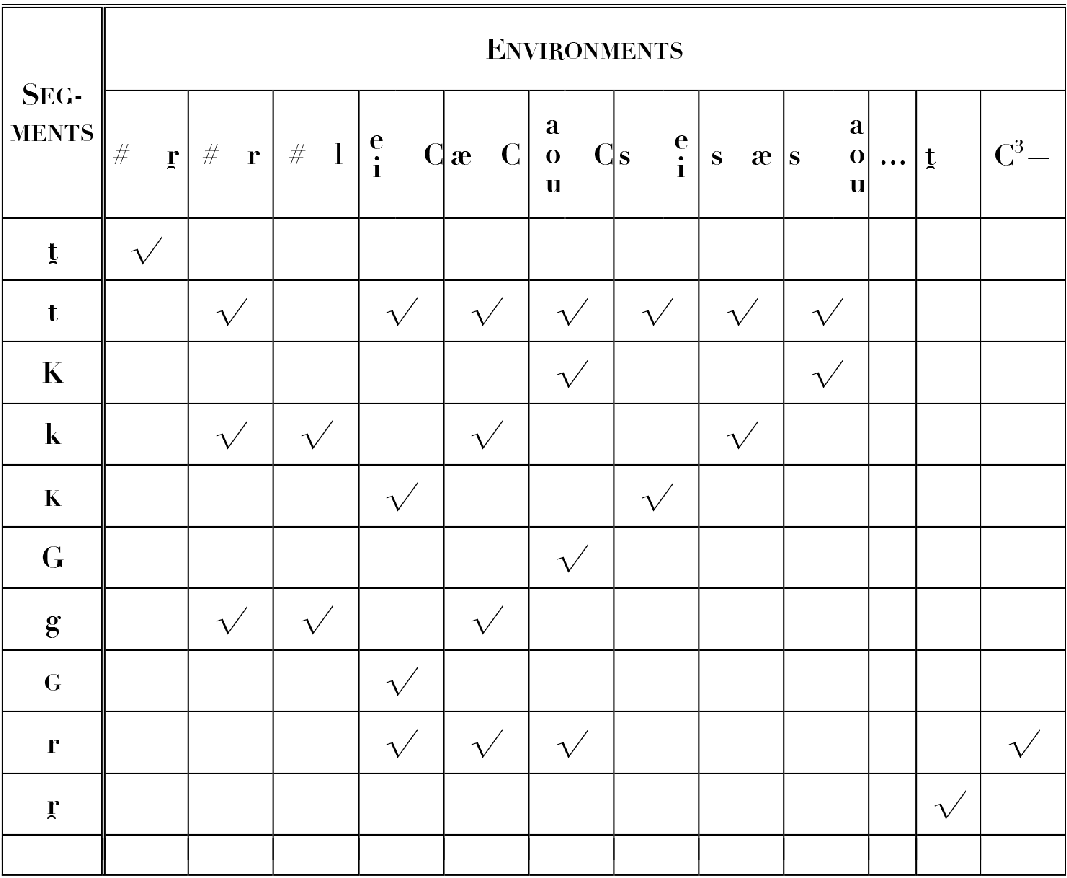 SEG-
MENTS
ENVIRONMENTS
# r̭
# r
# l
e
i C
æ C
a
o
u C
s e
i
s æ
s a
o
u
...
ṱ
C³—
ṱ √
t √ √ √ √ √ √ √
K √ √
k √ √ √ √
ᴋ √ √
G √
g √ √ √
ɢ √
r √ √ √ √
r̭ √